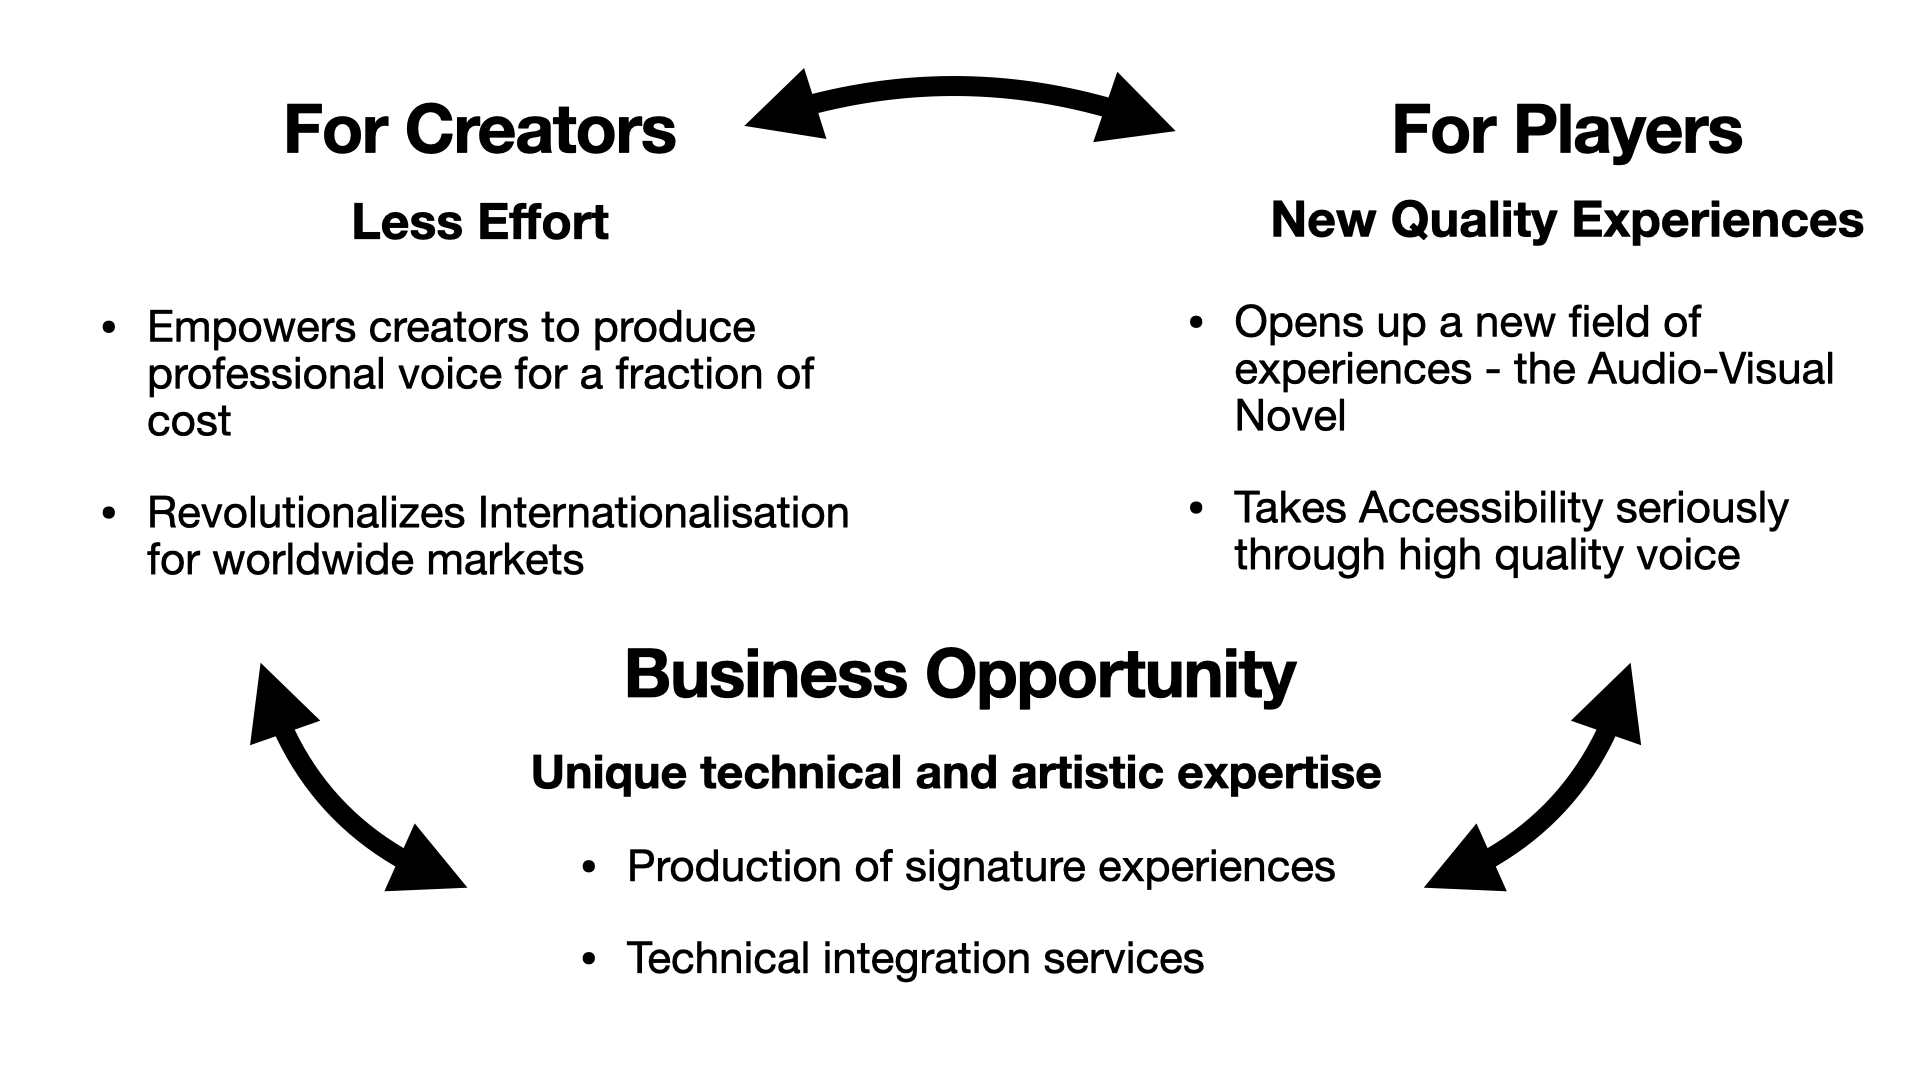 For Creators
Less Effort
• Empowers creators to produce
professional voice for a fraction of
cost
• Revolutionalizes Internationalisation
for worldwide markets
For Players
New Quality Experiences
• Opens up a new field of
experiences - the Audio-Visual
Novel
• Takes Accessibility seriously
through high quality voice
Business Opportunity
Unique technical and artistic expertise
• Production of signature experiences
• Technical integration services